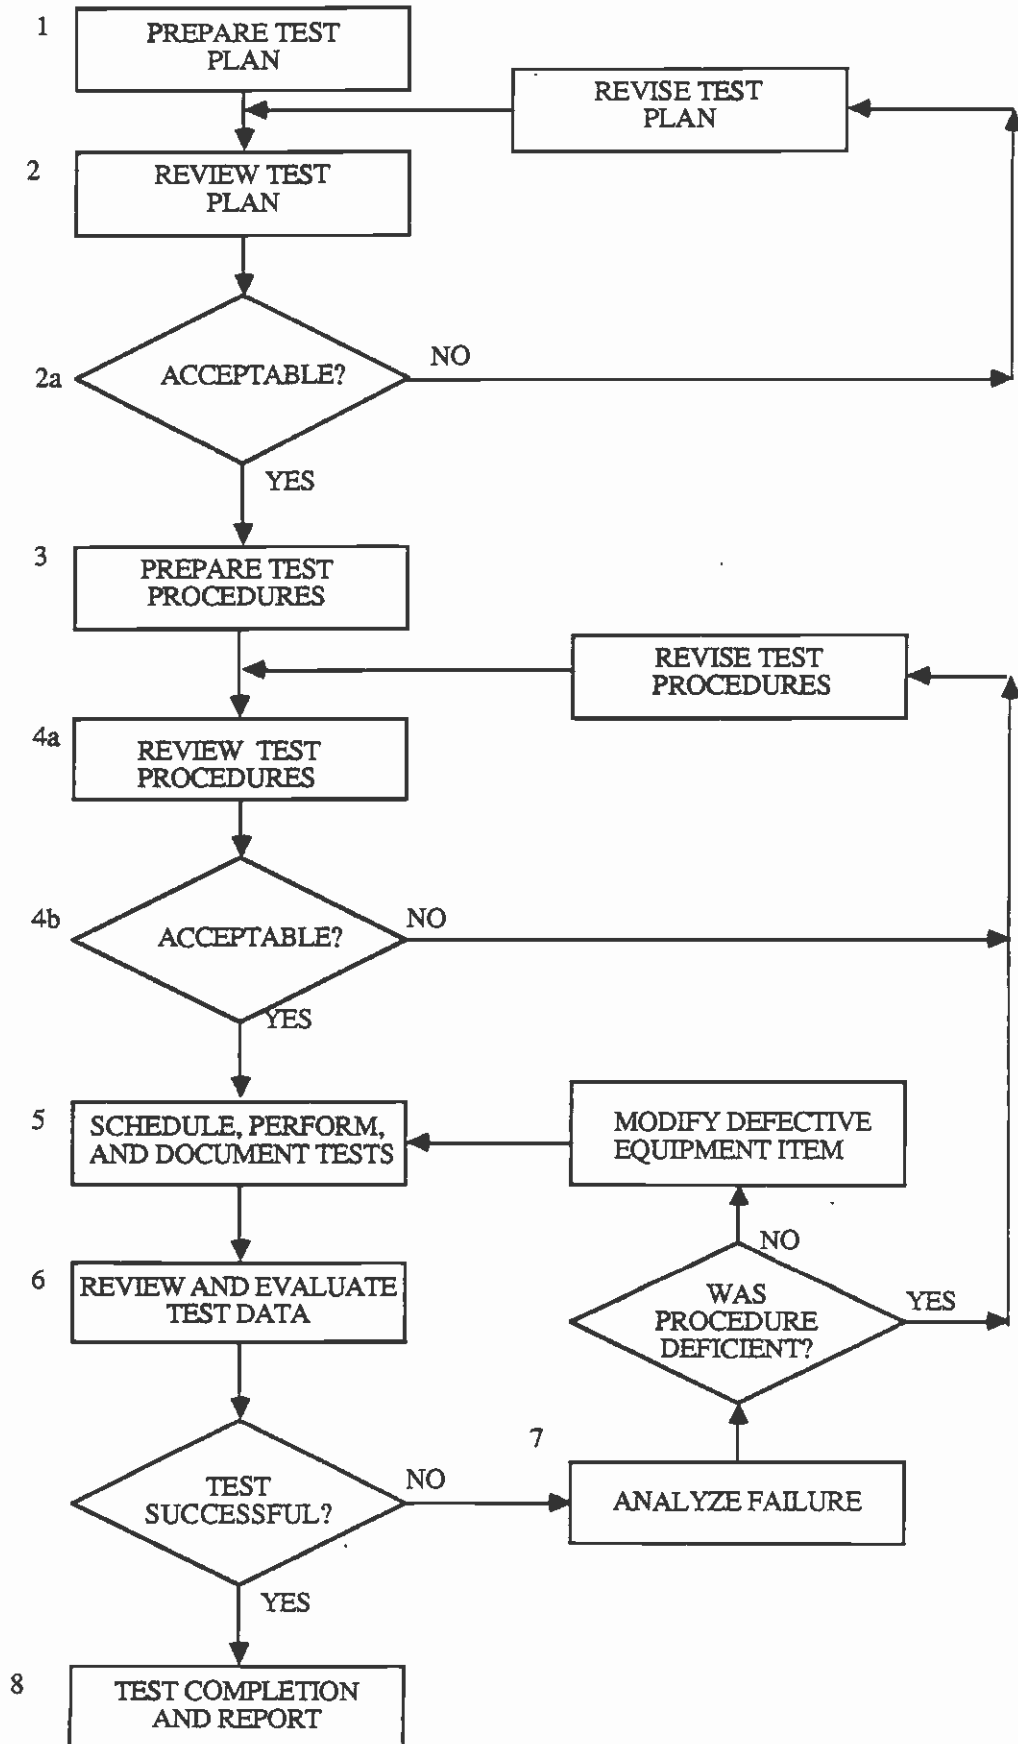 1
PREPARE TEST
PLAN
REVISE TEST
PLAN
2
REVIEW TEST
PLAN
2a
ACCEPTABLE?
NO
YES
3
PREPARE TEST
PROCEDURES
REVISE TEST
PROCEDURES
4a
REVIEW TEST
PROCEDURES
4b
ACCEPTABLE?
NO
YES
5
SCHEDULE, PERFORM,
AND DOCUMENT TESTS
MODIFY DEFECTIVE
EQUIPMENT ITEM
NO
6
REVIEW AND EVALUATE
TEST DATA
WAS
PROCEDURE
DEFICIENT?
YES
7
TEST
SUCCESSFUL?
NO
ANALYZE FAILURE
YES
8
TEST COMPLETION
AND REPORT